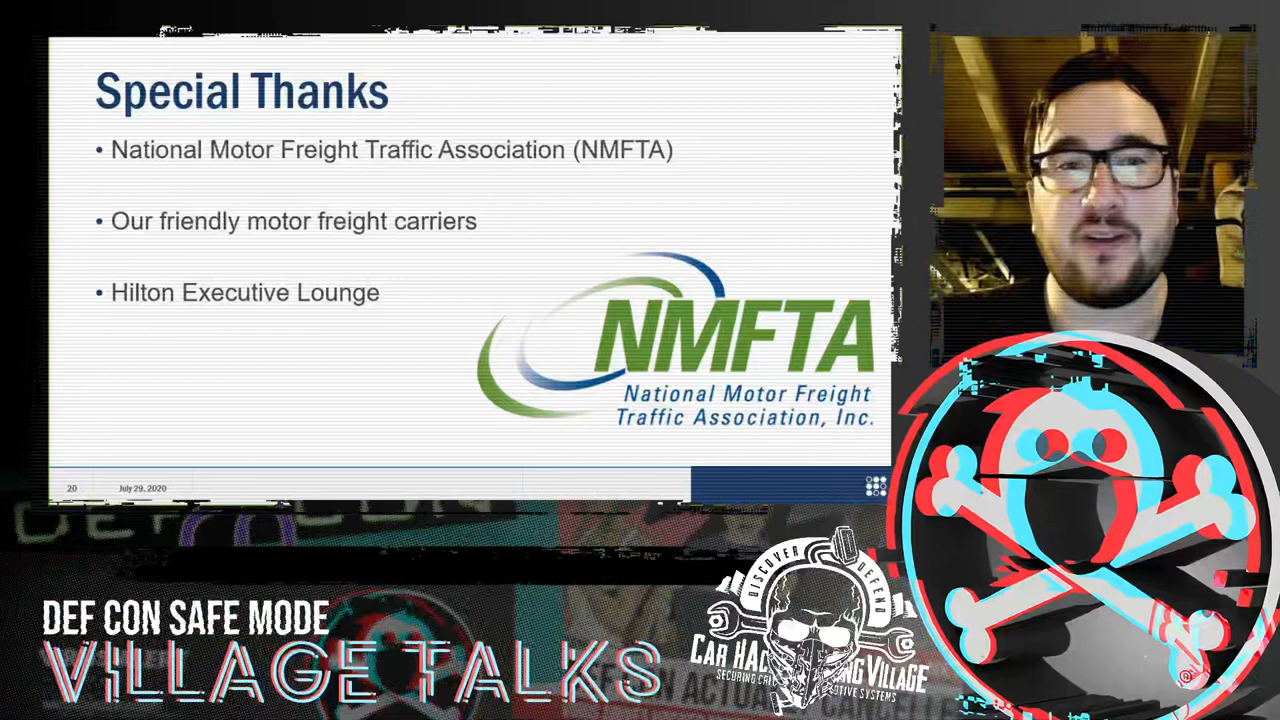 Special Thanks
• National Motor Freight Traffic Association (NMFTA)
• Our friendly motor freight carriers
• Hilton Executive Lounge
NMFTA
National Motor Freight
Traffic Association, Inc.
20 July 29, 2020
DEF CON
DISCOVER DEFEND
DEF CON SAFE MODE
VILLAGE TALKS
CAR HACKING VILLAGE